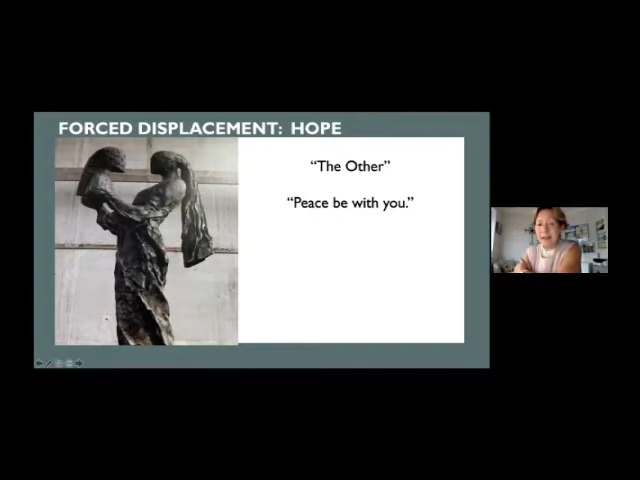 FORCED DISPLACEMENT: HOPE
“The Other”
“Peace be with you.”